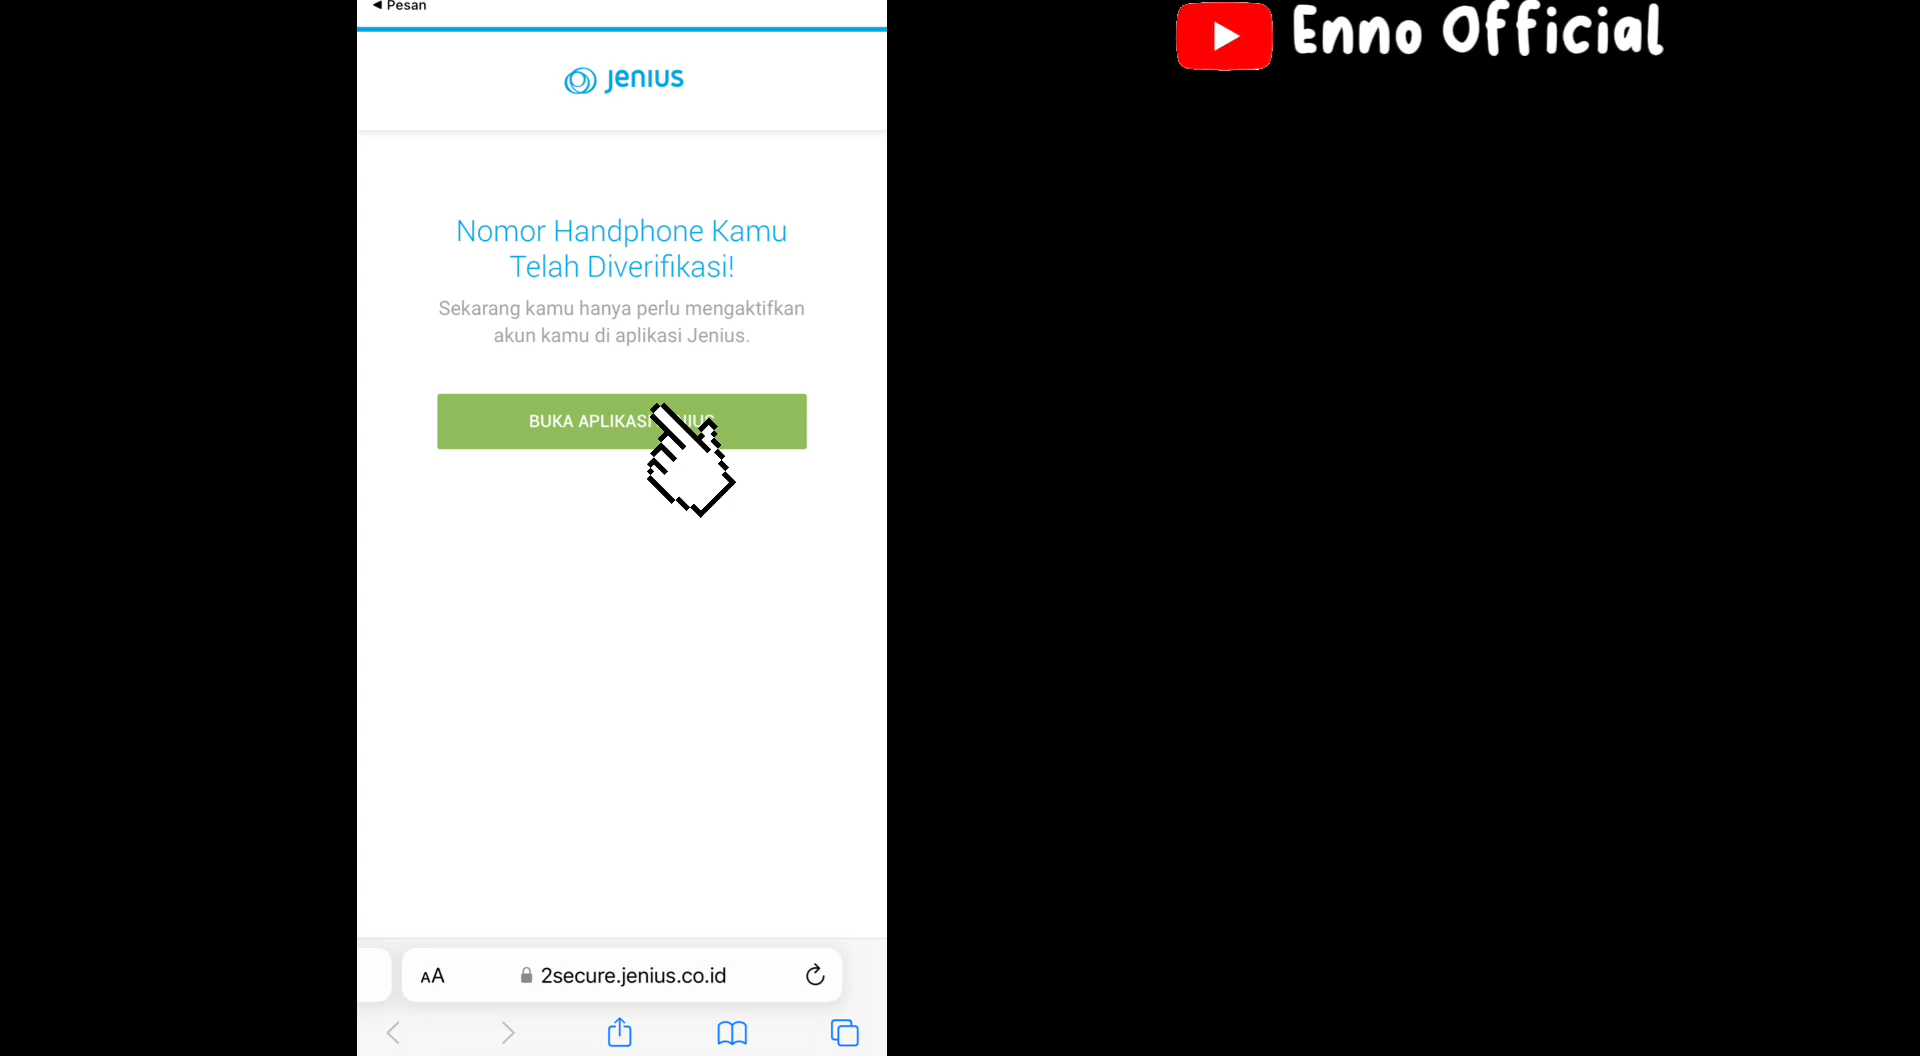 ◀ Pesan
Enno Official
Jenius
Nomor Handphone Kamu
Telah Diverifikasi!
Sekarang kamu hanya perlu mengaktifkan
akun kamu di aplikasi Jenius.
BUKA APLIKASI
AA
2secure.jenius.co.id